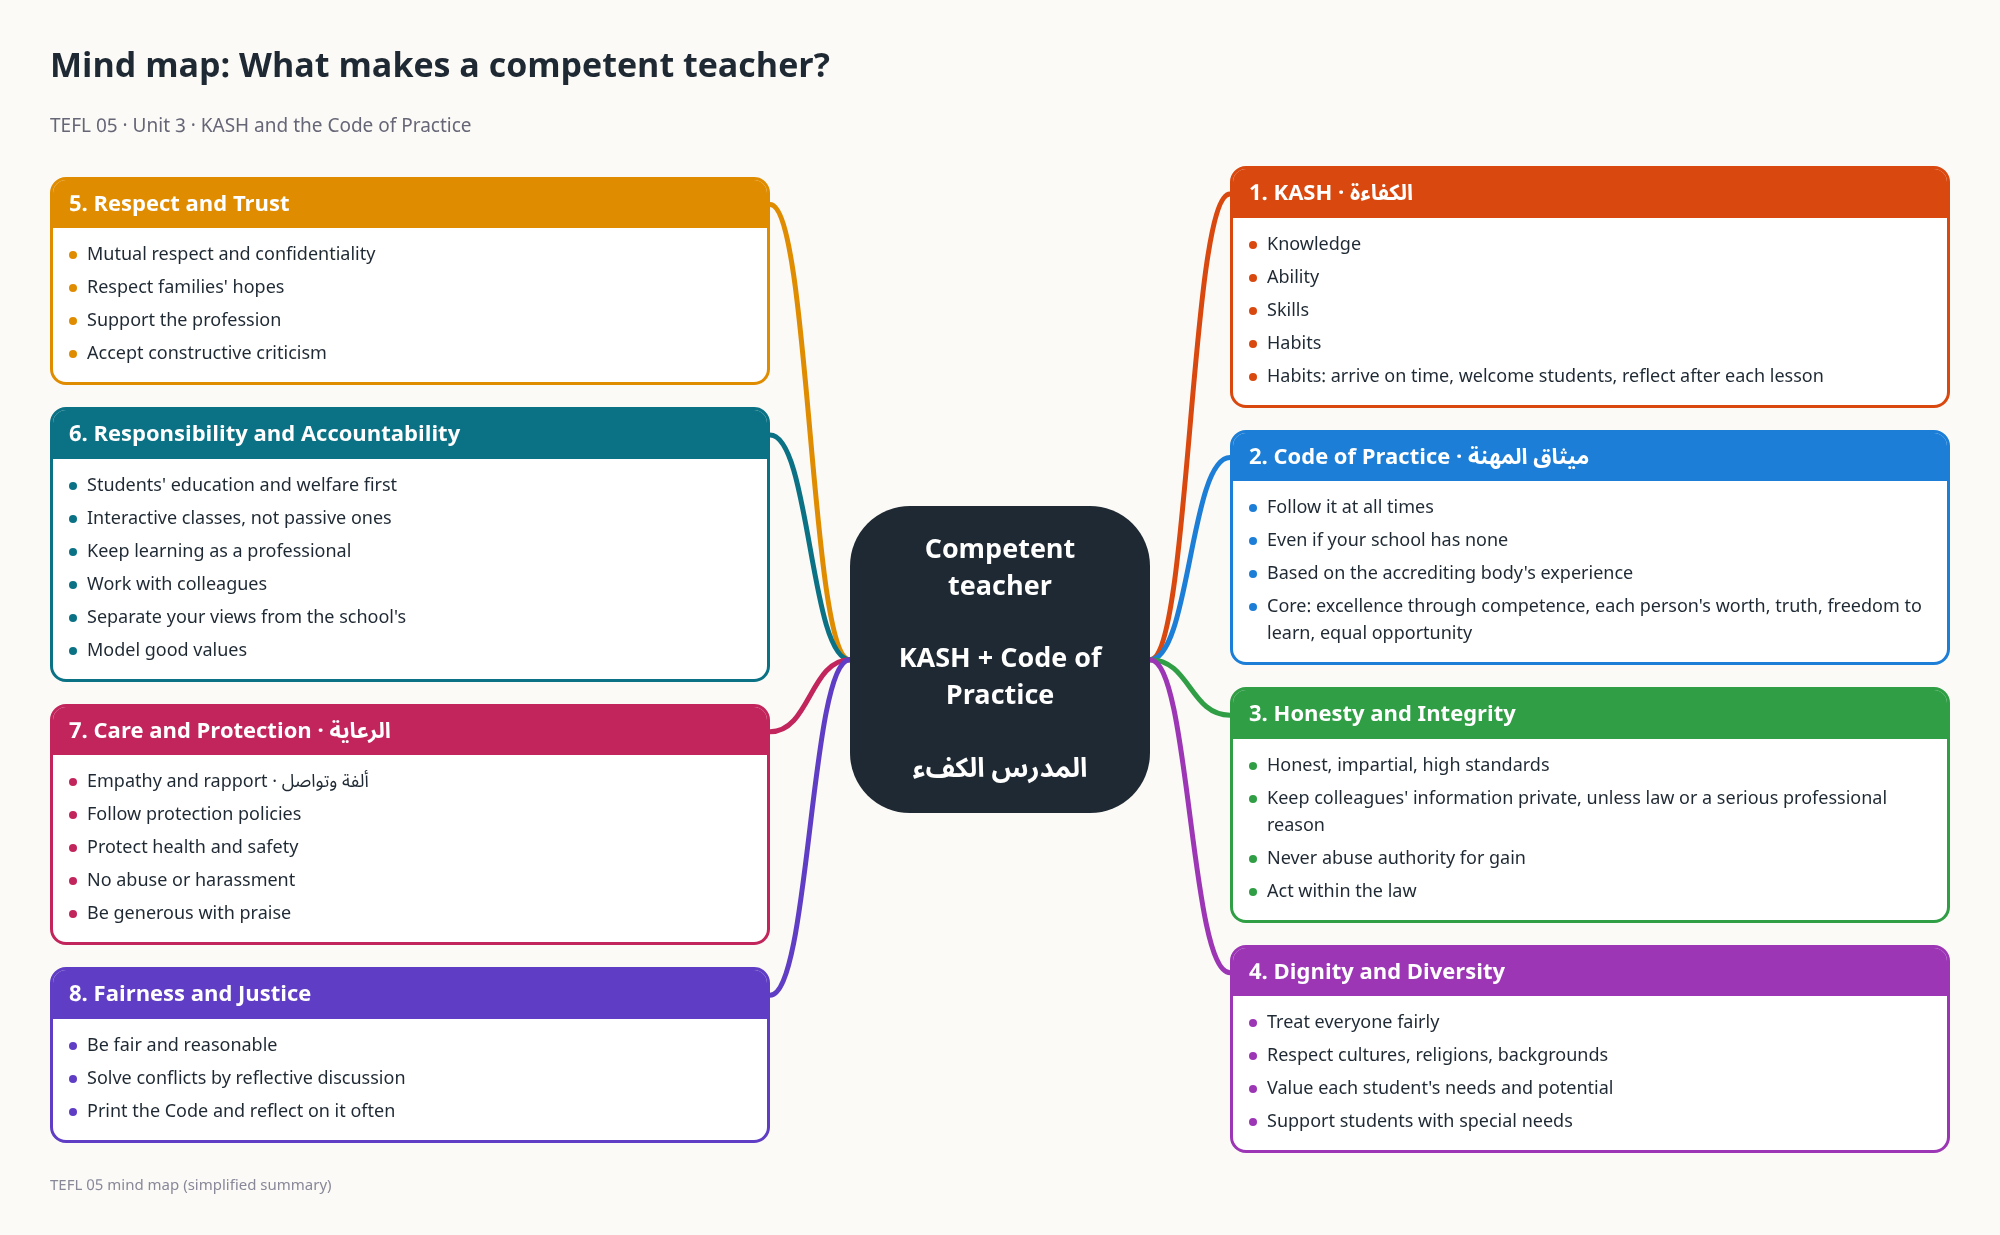 Mind map: What makes a competent teacher?
TEFL 05 · Unit 3 · KASH and the Code of Practice
1. KASH · الكفاءة
Knowledge
Ability
Skills
Habits
Habits: arrive on time, welcome students, reflect after each lesson
2. Code of Practice · ميثاق المهنة
Follow it at all times
Even if your school has none
Based on the accrediting body's experience
Core: excellence through competence, each person's worth, truth, freedom to
learn, equal opportunity
3. Honesty and Integrity
Honest, impartial, high standards
Keep colleagues' information private, unless law or a serious professional
reason
Never abuse authority for gain
Act within the law
4. Dignity and Diversity
Treat everyone fairly
Respect cultures, religions, backgrounds
Value each student's needs and potential
Support students with special needs
5. Respect and Trust
Mutual respect and confidentiality
Respect families' hopes
Support the profession
Accept constructive criticism
6. Responsibility and Accountability
Students' education and welfare first
Interactive classes, not passive ones
Keep learning as a professional
Work with colleagues
Separate your views from the school's
Model good values
7. Care and Protection · الرعاية
Empathy and rapport · ألفة وتواصل
Follow protection policies
Protect health and safety
No abuse or harassment
Be generous with praise
8. Fairness and Justice
Be fair and reasonable
Solve conflicts by reflective discussion
Print the Code and reflect on it often
Competent
teacher
KASH + Code of
Practice
المدرس الكفء
TEFL 05 mind map (simplified summary)